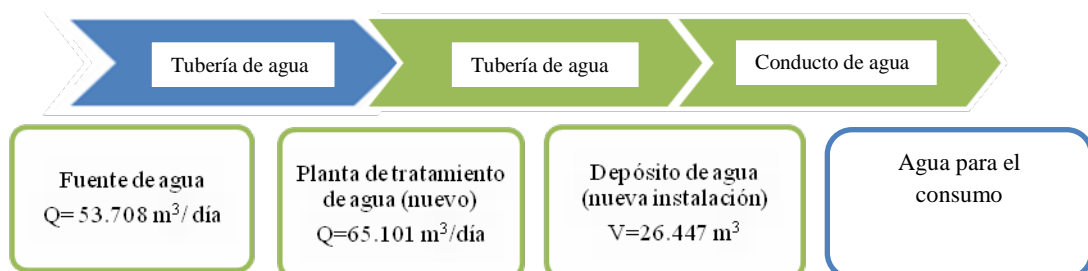 Tubería de agua
Tubería de agua
Conducto de agua
Fuente de agua
Q= 53.708 m³/ día
Planta de tratamiento
de agua (nuevo)
Q=65.101 m³/día
Depósito de agua
(nueva instalación)
V=26.447 m³
Agua para el
consumo